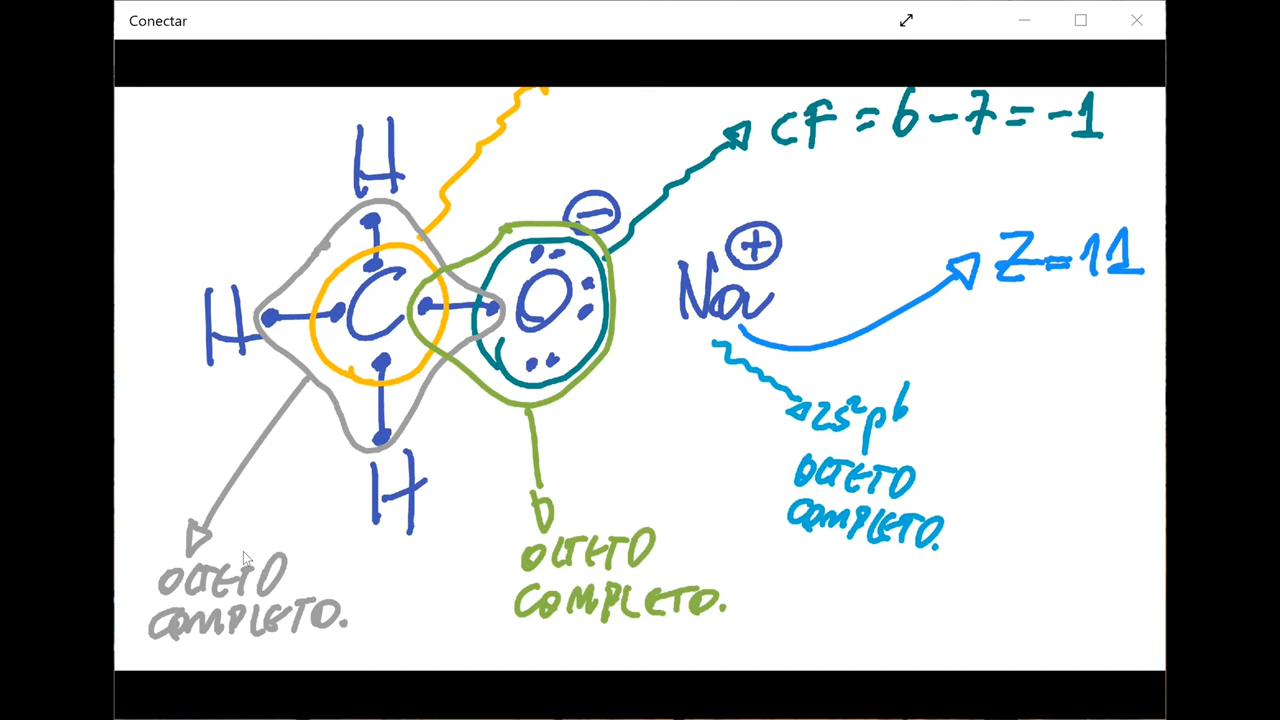 Conectar
CF = 6 - 7 = -1
H
H C O −
Na +
Z = 11
H
2s²p⁶
OCTETO
COMPLETO.
OCTETO
COMPLETO.
OCTETO
COMPLETO.